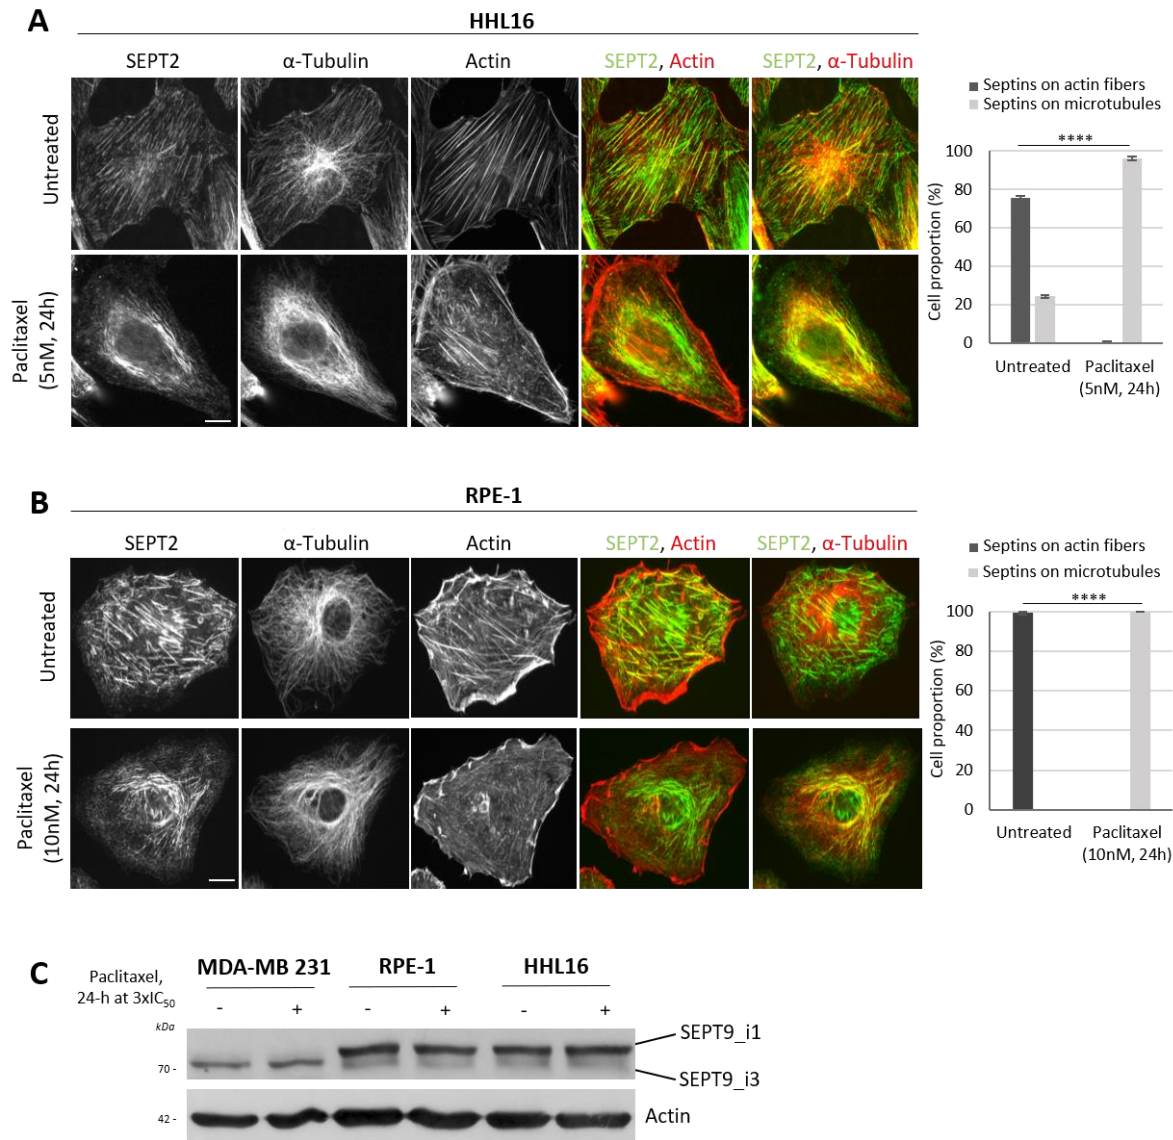 A
HHL16
SEPT2
α-Tubulin
Actin
SEPT2, Actin
SEPT2, α-Tubulin
Untreated
Paclitaxel
(5nM, 24h)
Septins on actin fibers
Septins on microtubules
****
Cell proportion (%)
100
80
60
40
20
0
Untreated
Paclitaxel
(5nM, 24h)
B
RPE-1
SEPT2
α-Tubulin
Actin
SEPT2, Actin
SEPT2, α-Tubulin
Untreated
Paclitaxel
(10nM, 24h)
Septins on actin fibers
Septins on microtubules
****
Cell proportion (%)
100
80
60
40
20
0
Untreated
Paclitaxel
(10nM, 24h)
C
Paclitaxel,
24-h at 3xIC50
MDA-MB 231
RPE-1
HHL16
- + - + - +
kDa
70 -
SEPT9_i1
SEPT9_i3
42 -
Actin